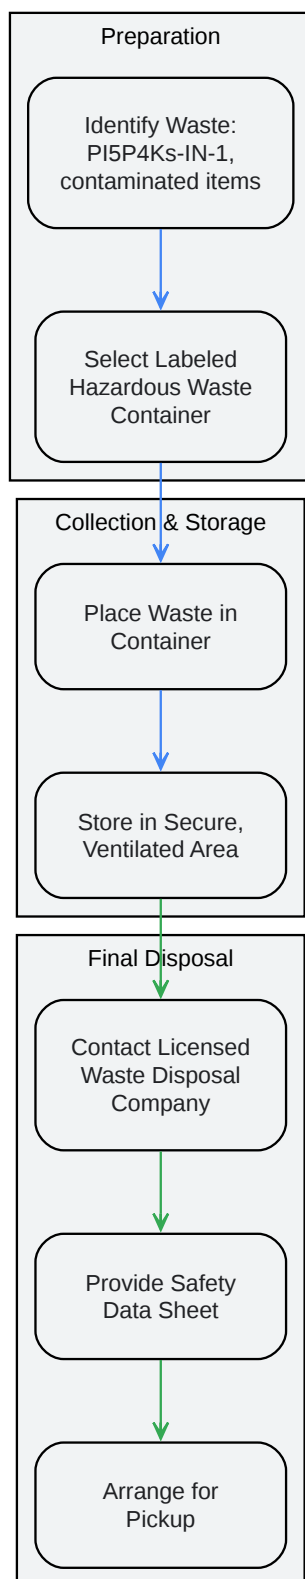 Preparation
Identify Waste:
PI5P4Ks-IN-1,
contaminated items
Select Labeled
Hazardous Waste
Container
Collection & Storage
Place Waste in
Container
Store in Secure,
Ventilated Area
Final Disposal
Contact Licensed
Waste Disposal
Company
Provide Safety
Data Sheet
Arrange for
Pickup